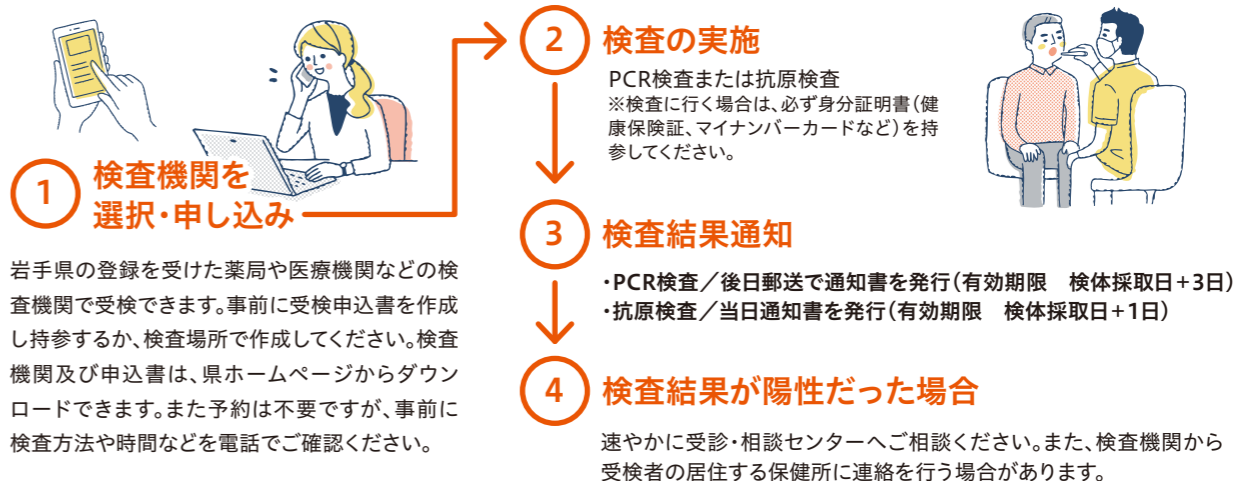 1
検査機関を
選択・申し込み
岩手県の登録を受けた薬局や医療機関などの検
査機関で受検できます。事前に受検申込書を作成
し持参するか、検査場所で作成してください。検査
機関及び申込書は、県ホームページからダウン
ロードできます。また予約は不要ですが、事前に
検査方法や時間などを電話でご確認ください。
2 検査の実施
PCR検査または抗原検査
※検査に行く場合は、必ず身分証明書(健
康保険証、マイナンバーカードなど)を持
参してください。
3 検査結果通知
・PCR検査／後日郵送で通知書を発行(有効期限　検体採取日+3日)
・抗原検査／当日通知書を発行(有効期限　検体採取日+1日)
4 検査結果が陽性だった場合
速やかに受診・相談センターへご相談ください。また、検査機関から
受検者の居住する保健所に連絡を行う場合があります。